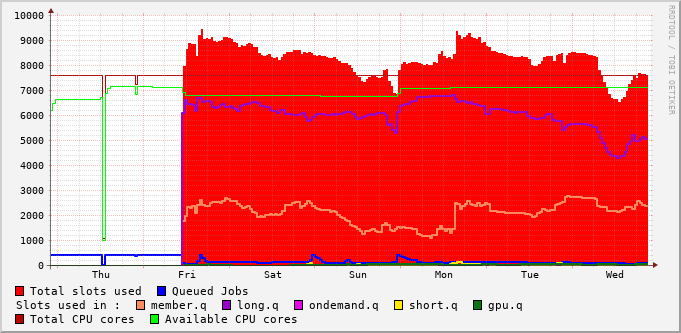 10000
9000
8000
7000
6000
5000
4000
3000
2000
1000
0
Thu Fri Sat Sun Mon Tue Wed
Total slots used Queued Jobs
Slots used in : member.q long.q ondemand.q short.q gpu.q
Total CPU cores Available CPU cores
RRDTOOL / TOBI OETIKER